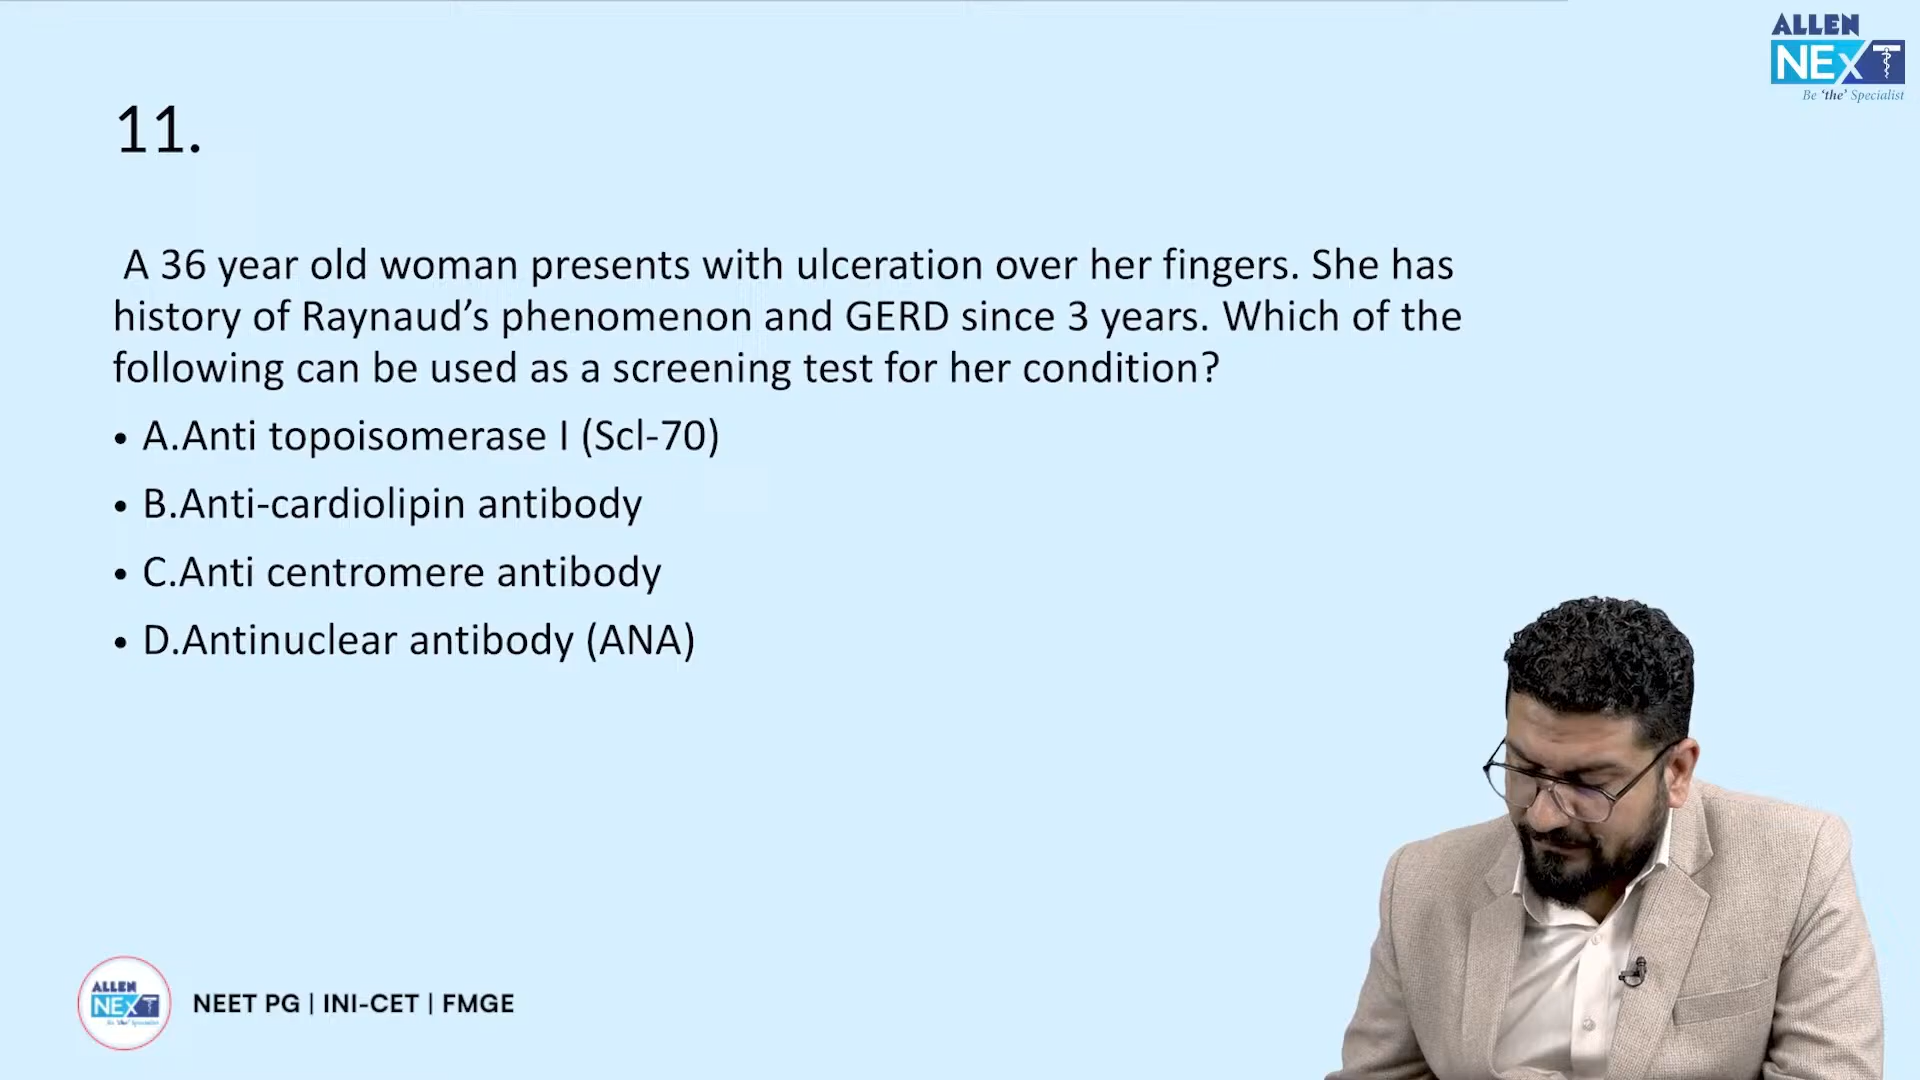 ALLEN
NEXT
Be 'the' Specialist
11.
A 36 year old woman presents with ulceration over her fingers. She has
history of Raynaud's phenomenon and GERD since 3 years. Which of the
following can be used as a screening test for her condition?
• A.Anti topoisomerase I (Scl-70)
• B.Anti-cardiolipin antibody
• C.Anti centromere antibody
• D.Antinuclear antibody (ANA)
ALLEN
NEXT
Be 'the' Specialist
NEET PG | INI-CET | FMGE